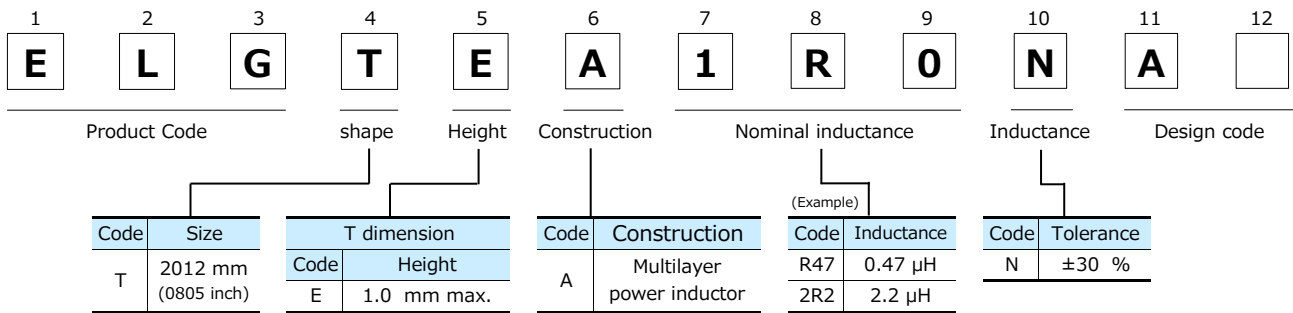 1 2 3 4 5 6 7 8 9 10 11 12
E L G T E A 1 R 0 N A
Product Code shape Height Construction Nominal inductance Inductance Design code
(Example)
Code Size
T 2012 mm
(0805 inch)
T dimension
Code Height
E 1.0 mm max.
Code Construction
A Multilayer
power inductor
Code Inductance
R47 0.47 µH
2R2 2.2 µH
Code Tolerance
N ±30 %